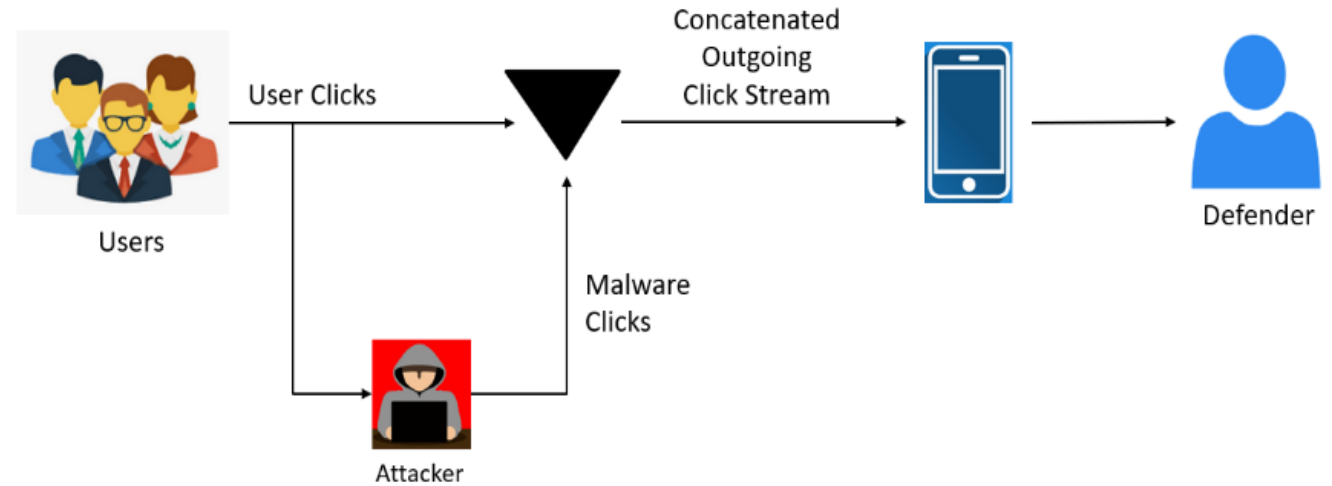 Concatenated
Outgoing
Click Stream
User Clicks
Users
Defender
Malware
Clicks
Attacker